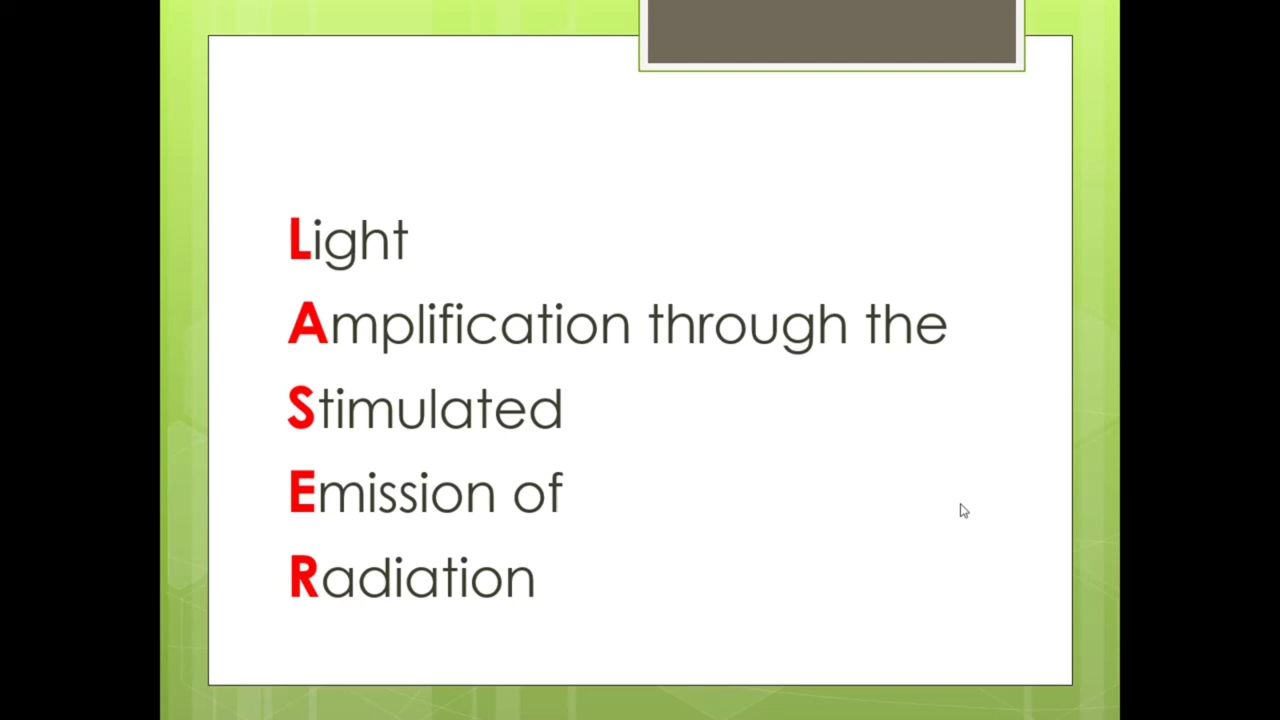 Light
Amplification through the
Stimulated
Emission of
Radiation